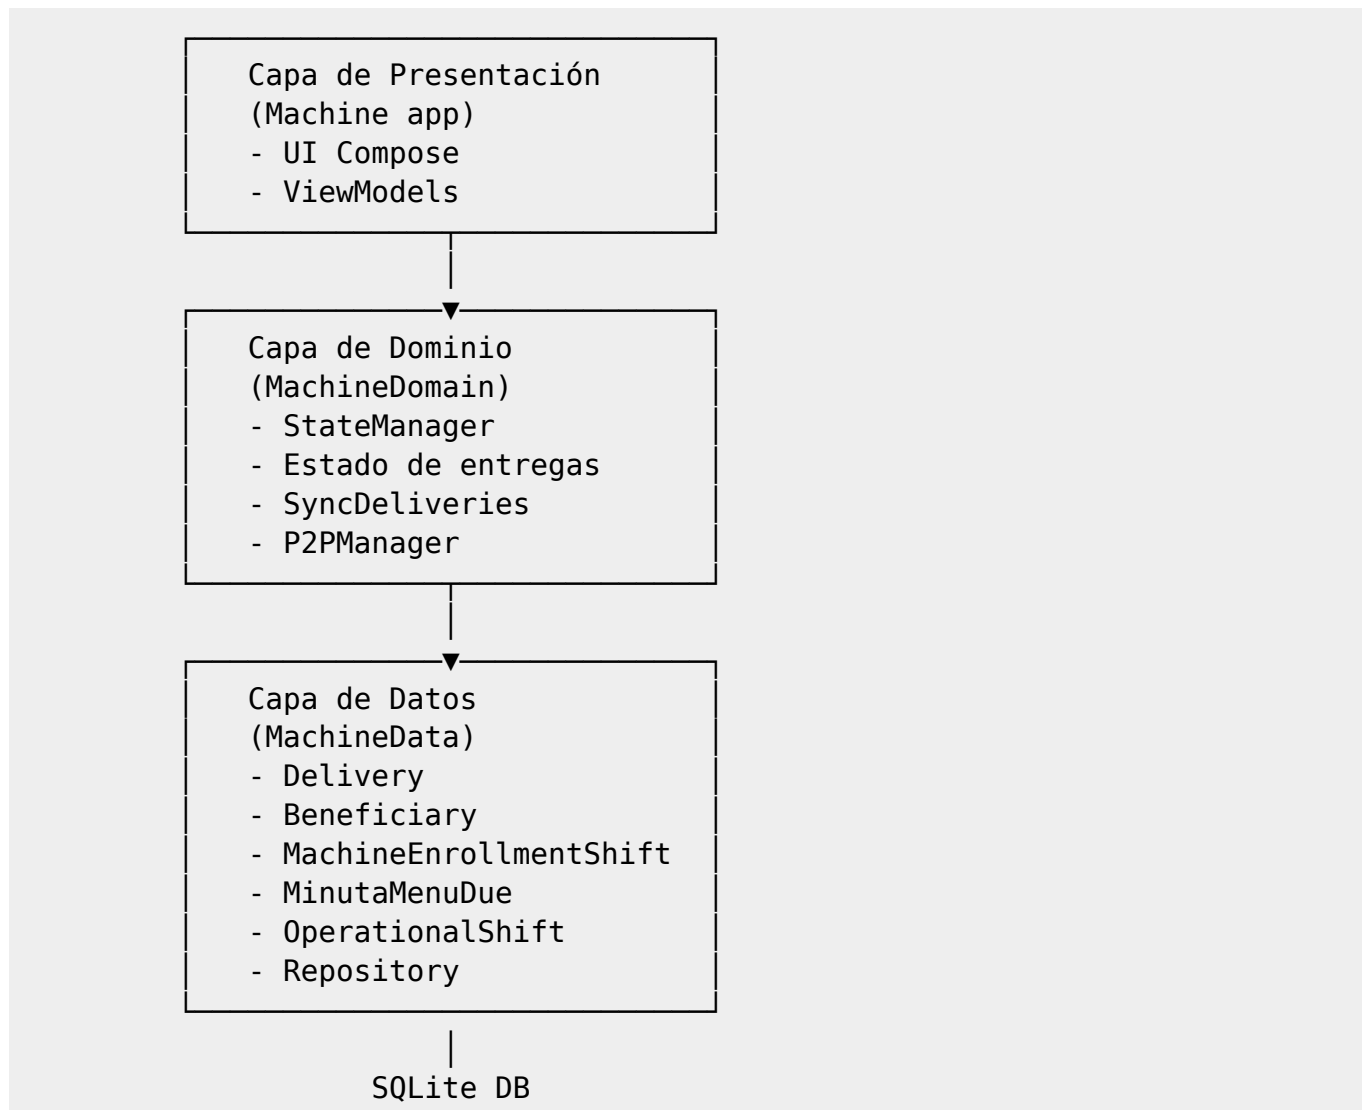 Capa de Presentación
(Machine app)
- UI Compose
- ViewModels
Capa de Dominio
(MachineDomain)
- StateManager
- Estado de entregas
- SyncDeliveries
- P2PManager
Capa de Datos
(MachineData)
- Delivery
- Beneficiary
- MachineEnrollmentShift
- MinutaMenuDue
- OperationalShift
- Repository
SQLite DB